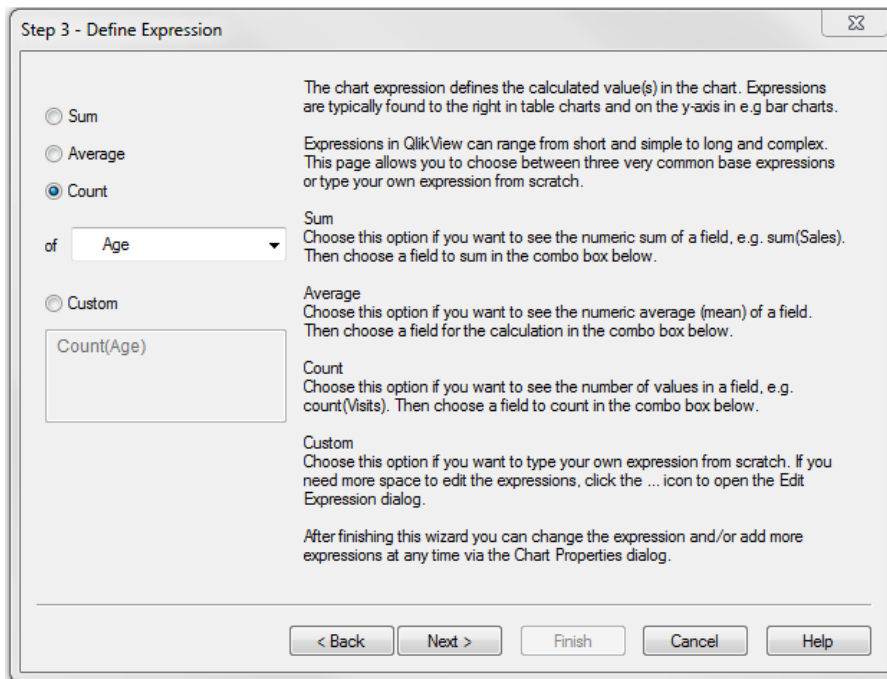 Step 3 - Define Expression
Sum
Average
Count
of Age
Custom
Count(Age)
The chart expression defines the calculated value(s) in the chart. Expressions
are typically found to the right in table charts and on the y-axis in e.g bar charts.
Expressions in QlikView can range from short and simple to long and complex.
This page allows you to choose between three very common base expressions
or type your own expression from scratch.
Sum
Choose this option if you want to see the numeric sum of a field, e.g. sum(Sales).
Then choose a field to sum in the combo box below.
Average
Choose this option if you want to see the numeric average (mean) of a field.
Then choose a field for the calculation in the combo box below.
Count
Choose this option if you want to see the number of values in a field, e.g.
count(Visits). Then choose a field to count in the combo box below.
Custom
Choose this option if you want to type your own expression from scratch. If you
need more space to edit the expressions, click the ... icon to open the Edit
Expression dialog.
After finishing this wizard you can change the expression and/or add more
expressions at any time via the Chart Properties dialog.
< Back Next > Finish Cancel Help